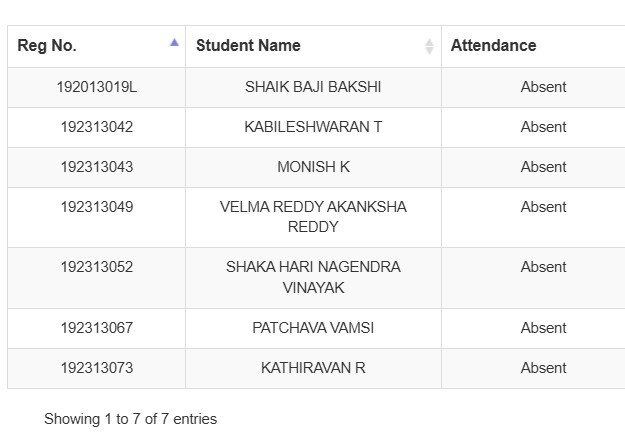 Reg No. Student Name Attendance
192013019L SHAIK BAJI BAKSHI Absent
192313042 KABILESHWARAN T Absent
192313043 MONISH K Absent
192313049 VELMA REDDY AKANKSHA Absent
REDDY
192313052 SHAKA HARI NAGENDRA Absent
VINAYAK
192313067 PATCHAVA VAMSI Absent
192313073 KATHIRAVAN R Absent
Showing 1 to 7 of 7 entries